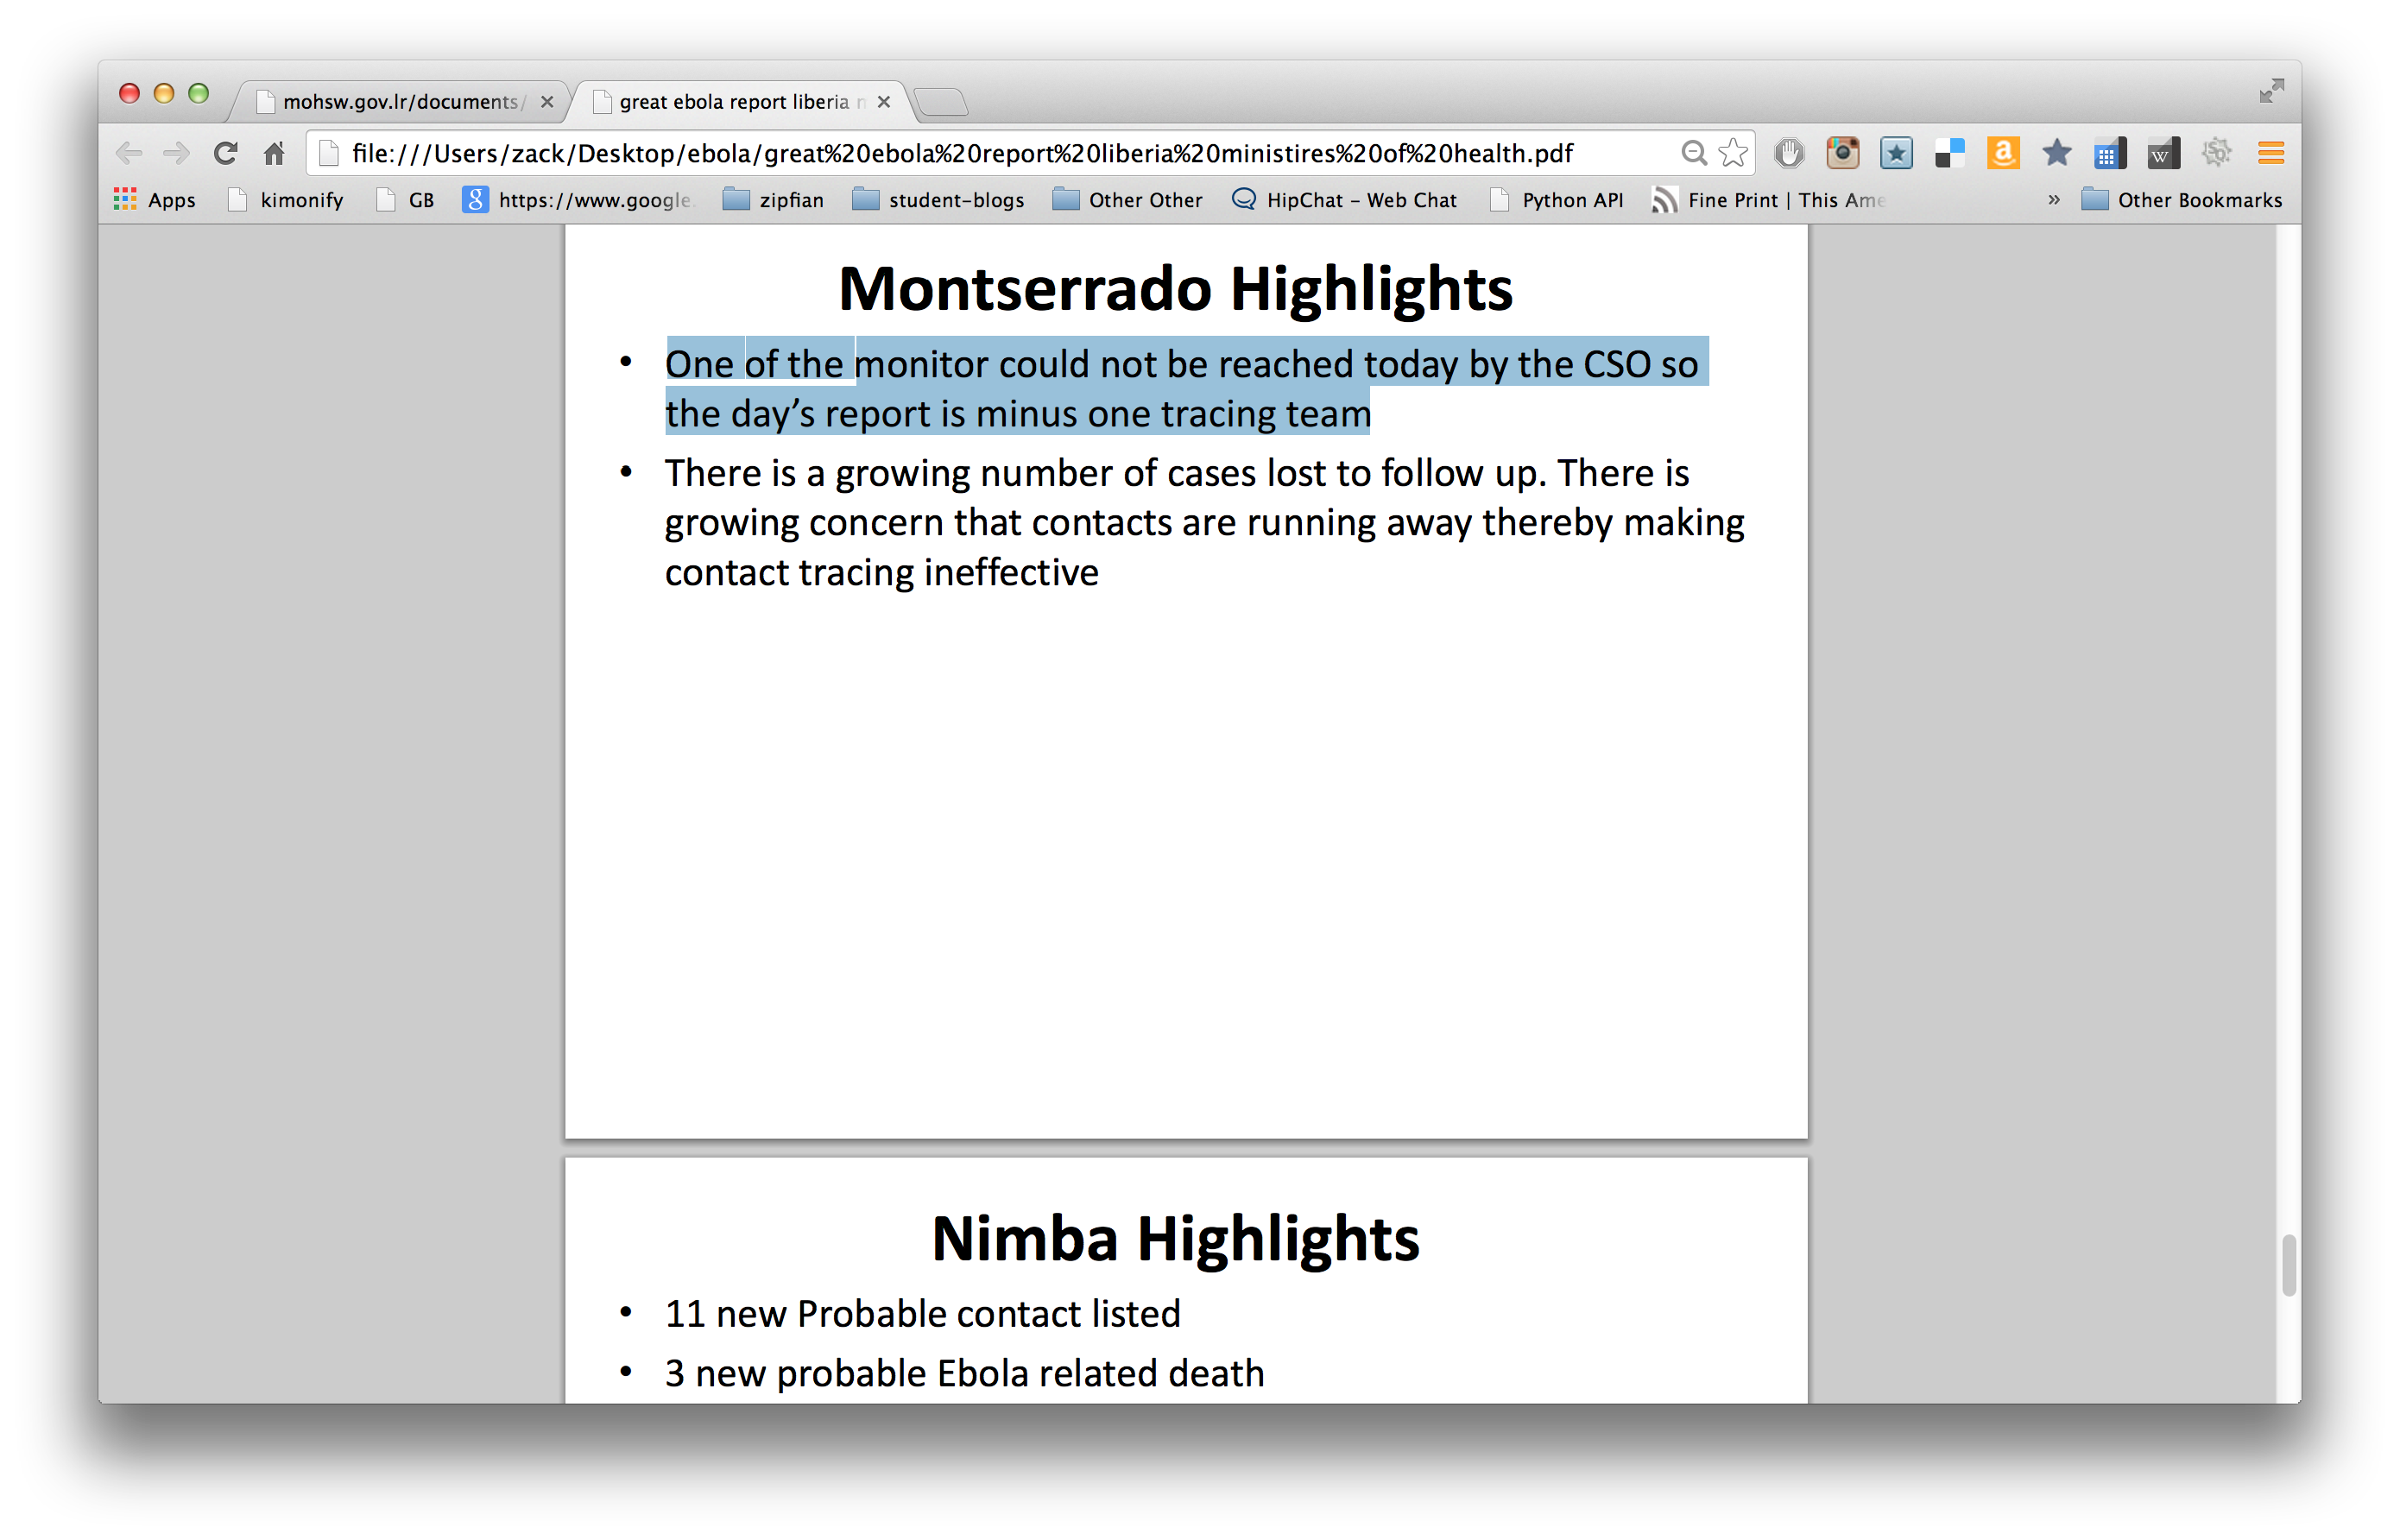 mohsw.gov.lr/documents/
great ebola report liberia
file:///Users/zack/Desktop/ebola/great%20ebola%20report%20liberia%20ministires%20of%20health.pdf
Apps kimonify GB https://www.google. zipfian student-blogs Other Other HipChat - Web Chat Python API Fine Print | This Ame » Other Bookmarks
Montserrado Highlights
• One of the monitor could not be reached today by the CSO so
the day’s report is minus one tracing team
• There is a growing number of cases lost to follow up. There is
growing concern that contacts are running away thereby making
contact tracing ineffective
Nimba Highlights
• 11 new Probable contact listed
• 3 new probable Ebola related death